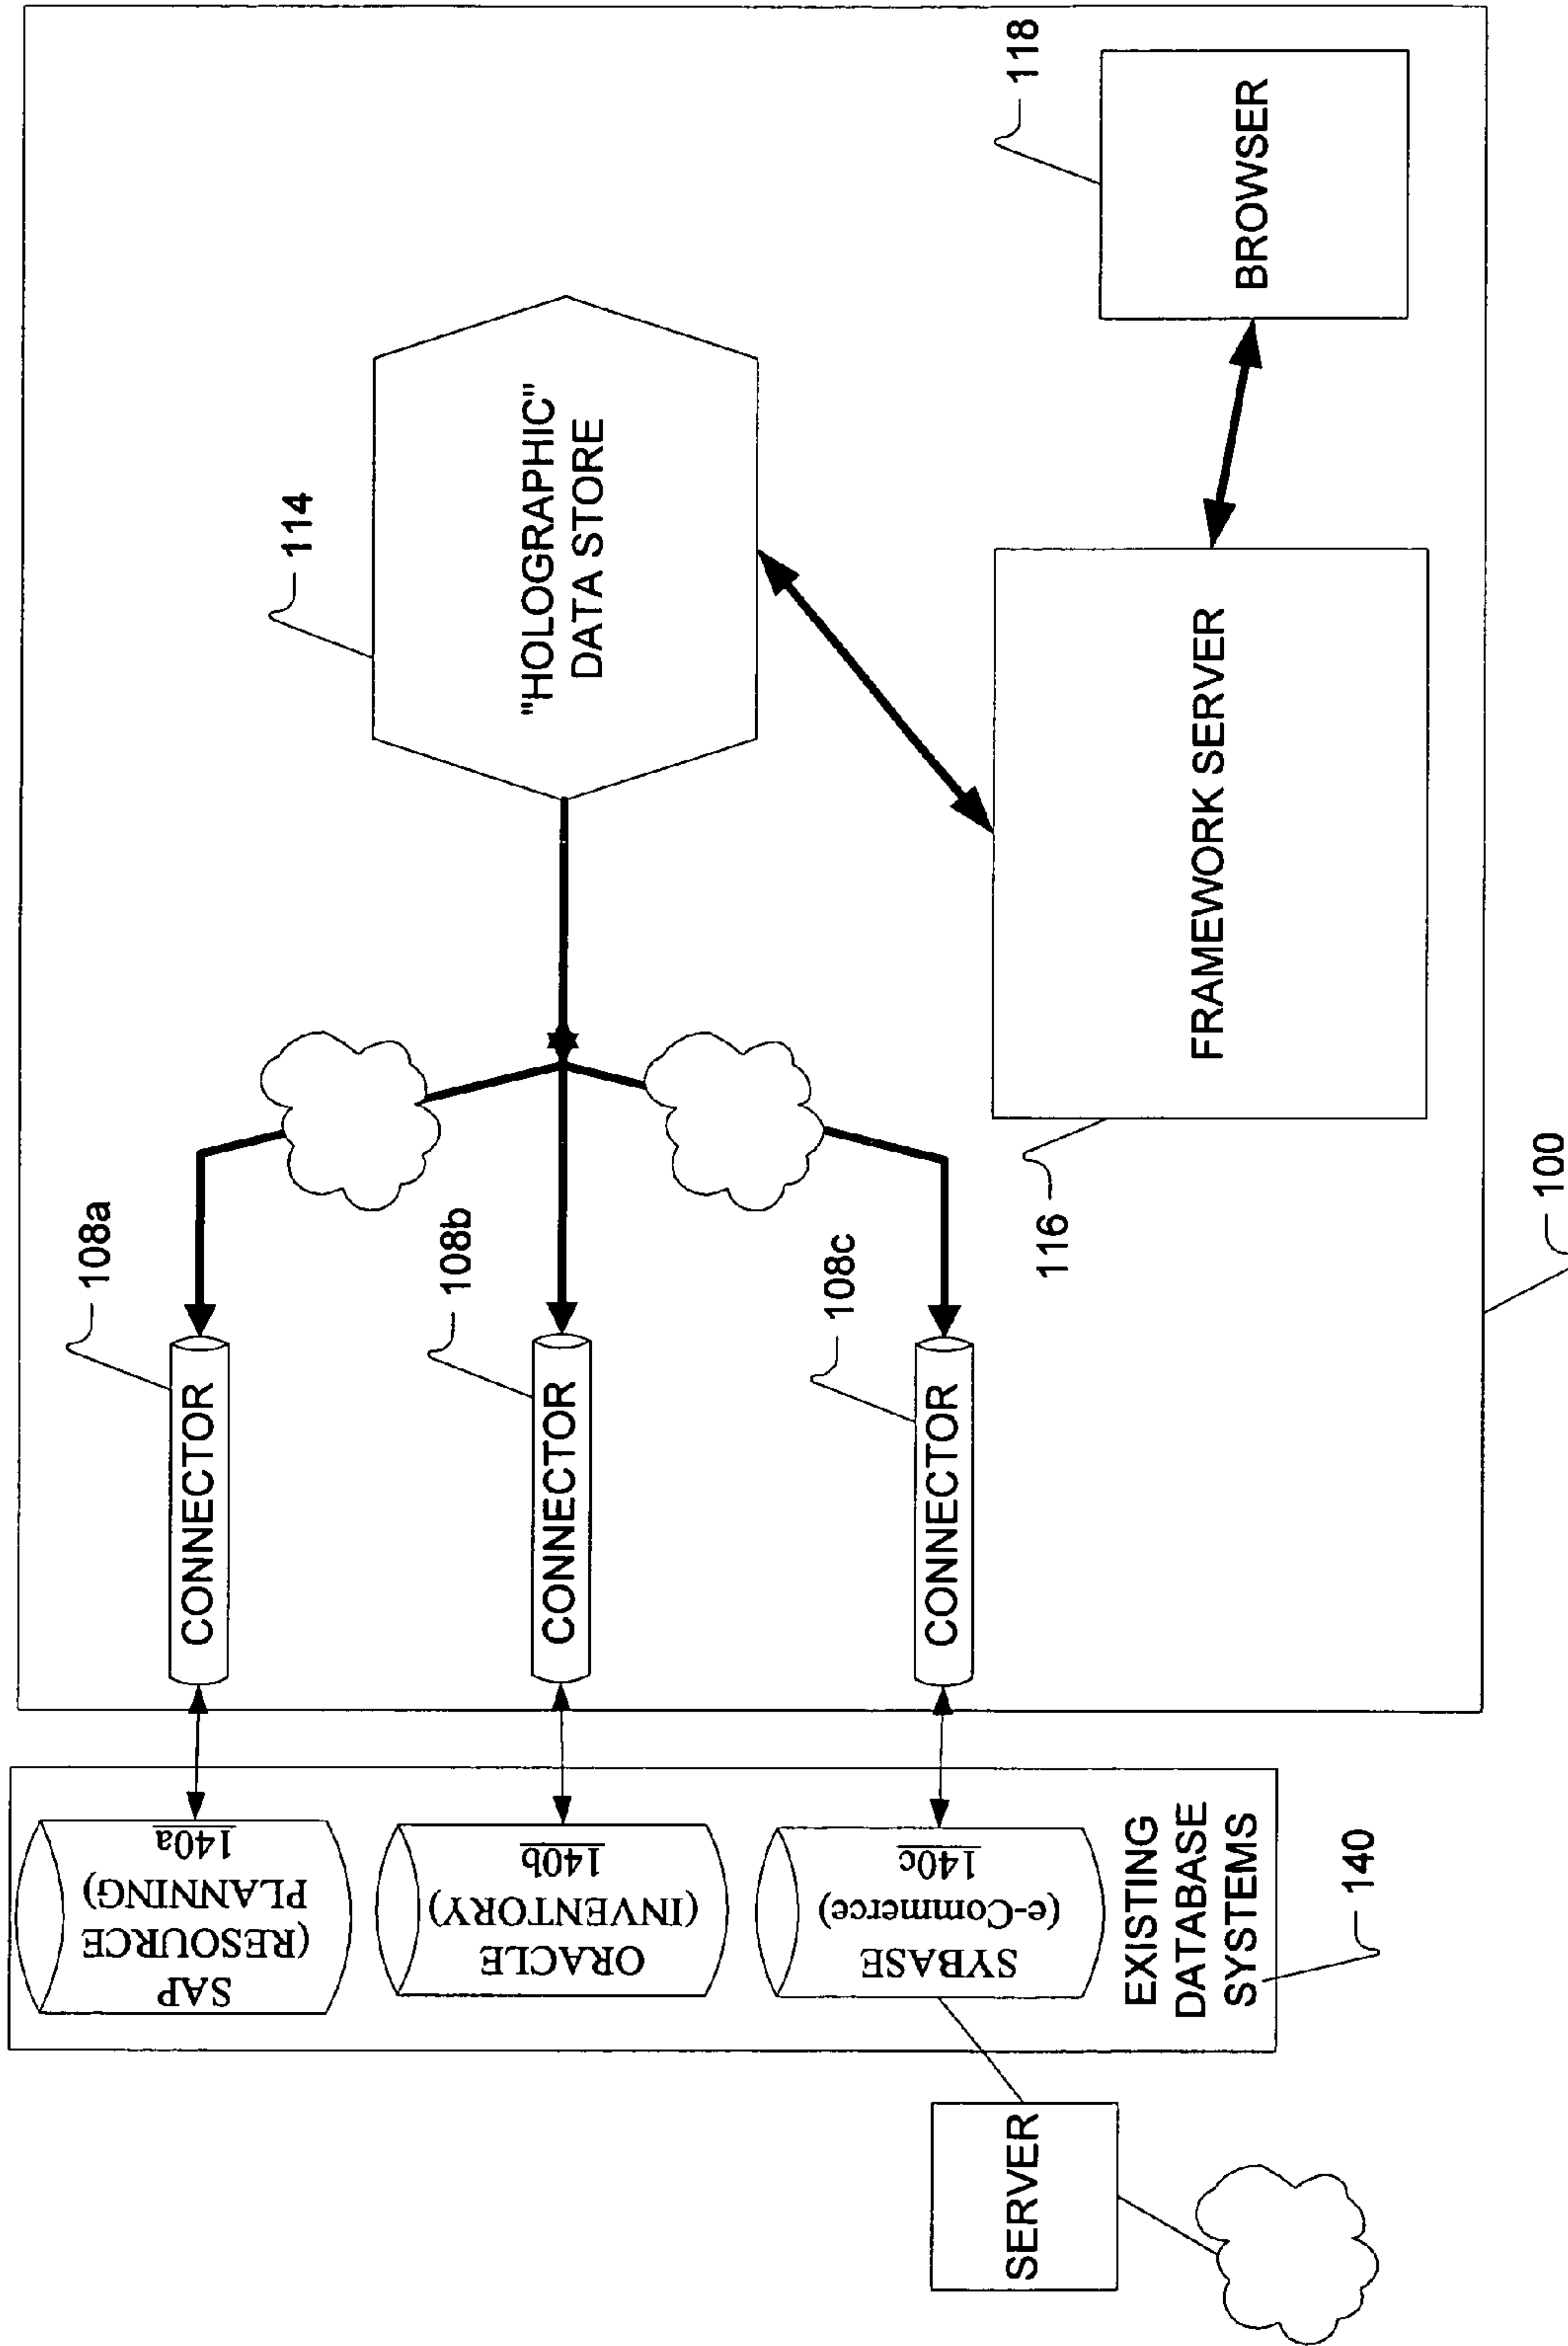 SAP
(RESOURCE
PLANNING)
140a
ORACLE
(INVENTORY)
140b
SYBASE
(e-Commerce)
140c
EXISTING
DATABASE
SYSTEMS
140
SERVER
CONNECTOR
108a
CONNECTOR
108b
CONNECTOR
108c
"HOLOGRAPHIC"
DATA STORE
114
FRAMEWORK SERVER
116
BROWSER
118
100